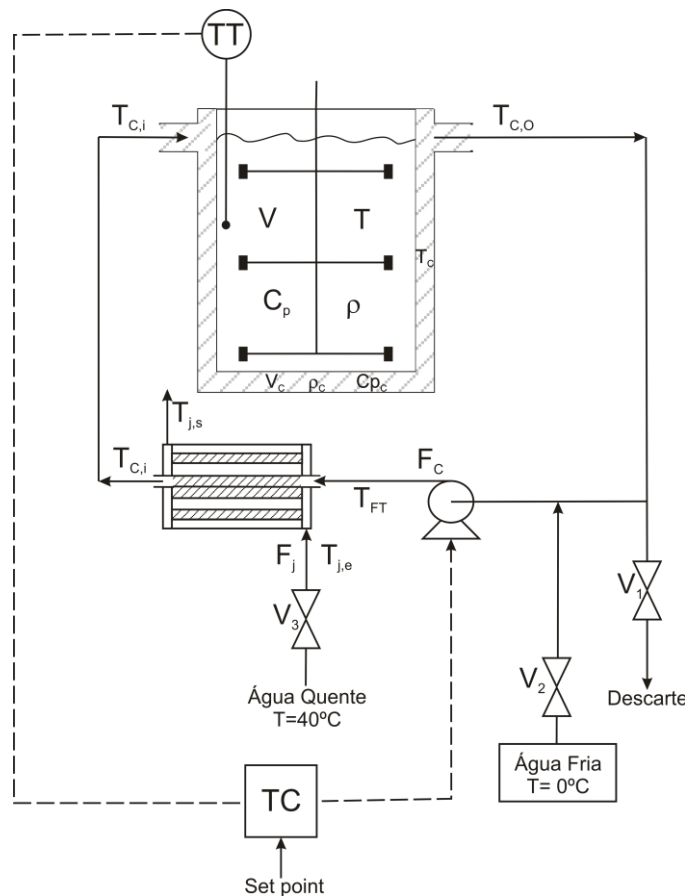 TT
T_C,i
T_C,O
V
T
T_C
C_p
ρ
V_C
ρ_C
Cp_C
T_j,s
T_C,i
F_C
T_FT
F_j
T_j,e
V_1
V_3
V_2
Água Quente
T=40ºC
Descarte
Água Fria
T= 0ºC
TC
Set point